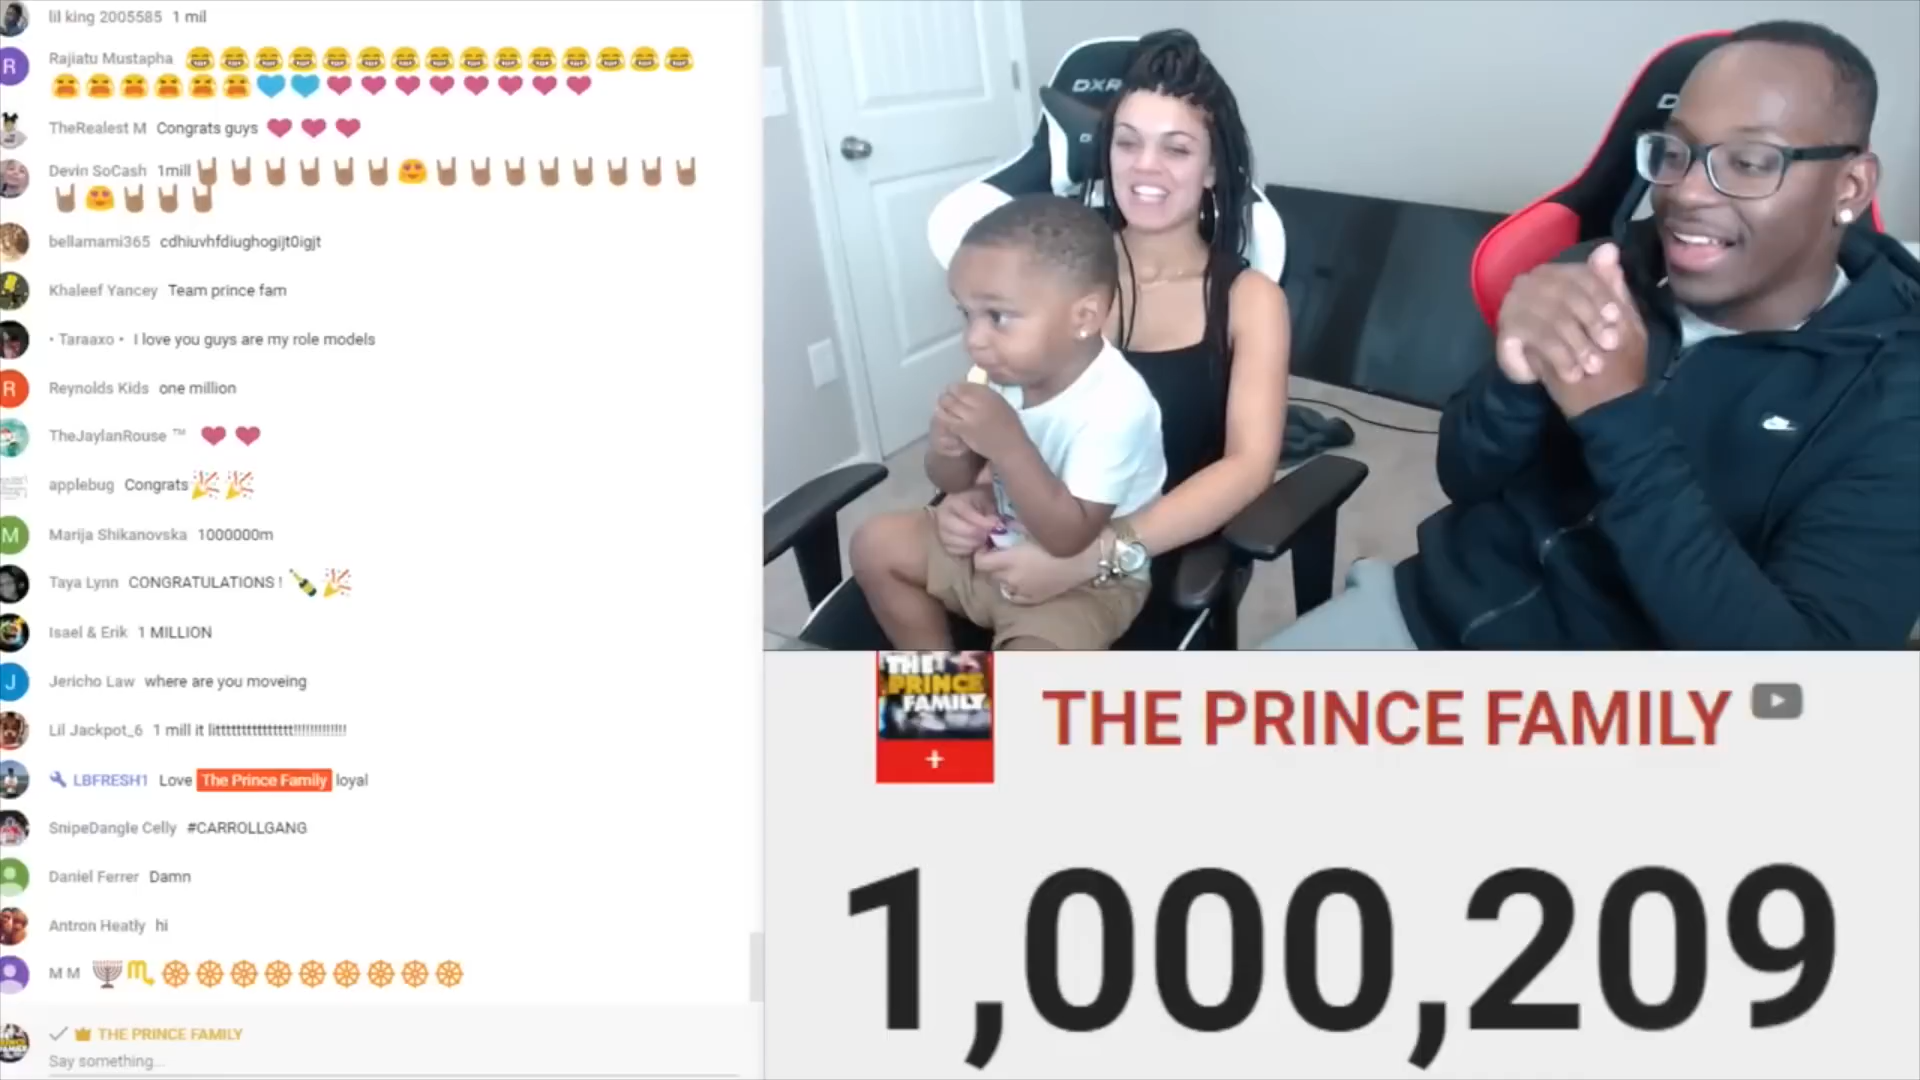 lil king 2005585 1 mil
Rajiatu Mustapha 😂😂😂😂😂😂😂😂😂😂😂😂😂😂😂
😫😫😫😫😫😫💙💙❤❤❤❤❤❤❤❤
TheRealest M Congrats guys ❤❤❤
Devin SoCash 1mill🤘🏽🤘🏽🤘🏽🤘🏽🤘🏽🤘🏽😍🤘🏽🤘🏽🤘🏽🤘🏽🤘🏽🤘🏽🤘🏽🤘🏽
🤘🏽😍🤘🏽🤘🏽🤘🏽
bellamami365 cdhiuvhfdiughogijt0igjt
Khaleef Yancey Team prince fam
• Taraaxo • I love you guys are my role models
Reynolds Kids one million
TheJaylanRouse ™ ❤❤
applebug Congrats🎉🎉
Marija Shikanovska 1000000m
Taya Lynn CONGRATULATIONS ! 🍾🎉
Isael & Erik 1 MILLION
Jericho Law where are you moveing
Lil Jackpot_6 1 mill it litttttttttttttttt!!!!!!!!!!!!!
LBFRESH1 Love The Prince Family loyal
SnipeDangle Celly #CARROLLGANG
Daniel Ferrer Damn
Antron Heatly hi
M M 🕎♏☸☸☸☸☸☸☸☸☸
THE PRINCE FAMILY
Say something...
DXR
THE
PRINCE
FAMILY
+
THE PRINCE FAMILY
1,000,209